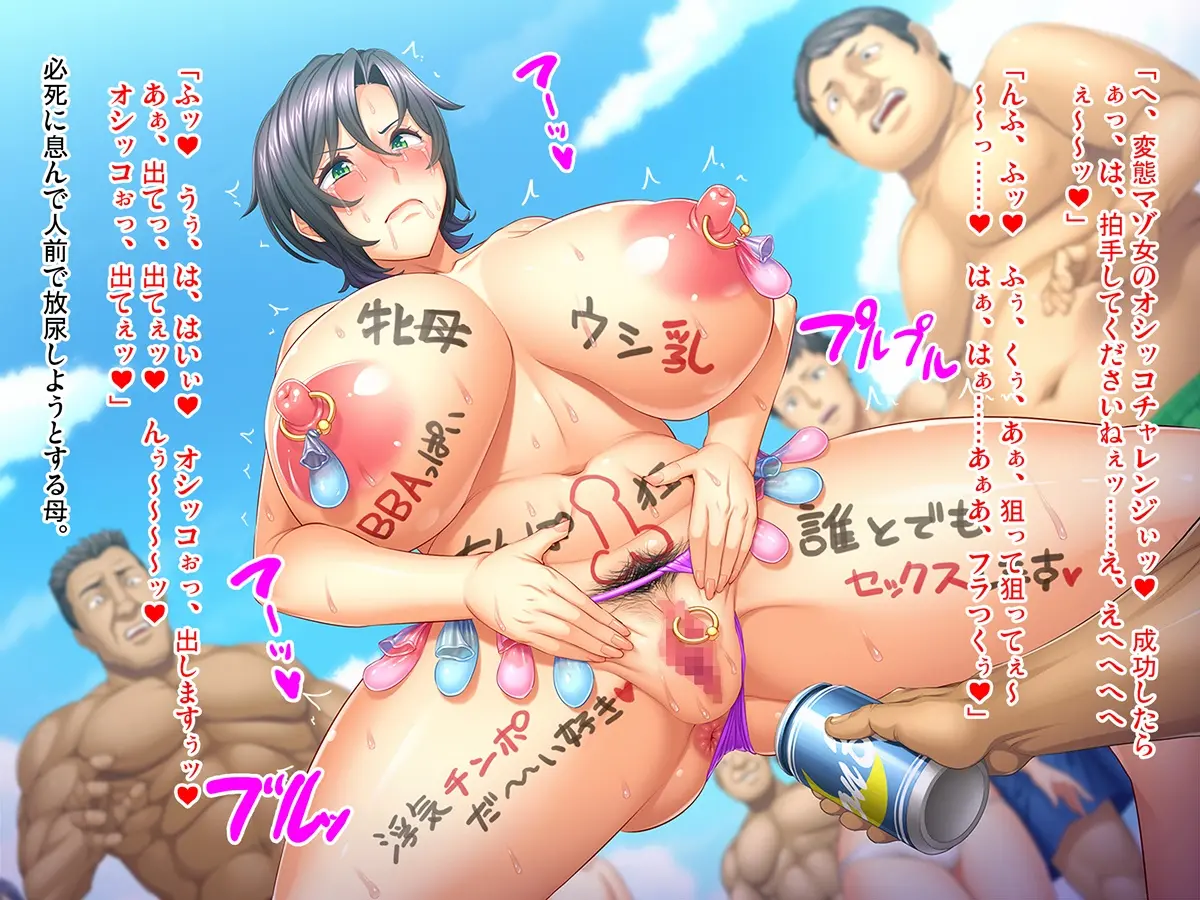 「へ、変態マゾ女のオシッコチャレンジぃッ♥ 成功したら
ぁっ、は、拍手してくださいねぇッ……え、えへへへへ
ぇ～～ッ♥」
「んふ、ふッ♥ ふぅ、くぅ、あぁ、狙って狙ってぇ～
～～っ……♥ はぁ、はぁ……あぁあ、フラつくぅ♥」
「ふッ♥ うぅ、は、はいぃ♥ オシッコぉっ、出しますぅッ♥
あぁ、出てっ、出てぇッ♥ んぅ～～～～ッ♥
オシッコぉっ、出てぇッ♥」
必死に息んで人前で放尿しようとする母。
つーッ♥
プルプル
つーッ♥
ブルッ
牝母
ウシ乳
BBAっぱい
誰とでも
セックス
す♥
浮気チンポ
だ～い好き♥